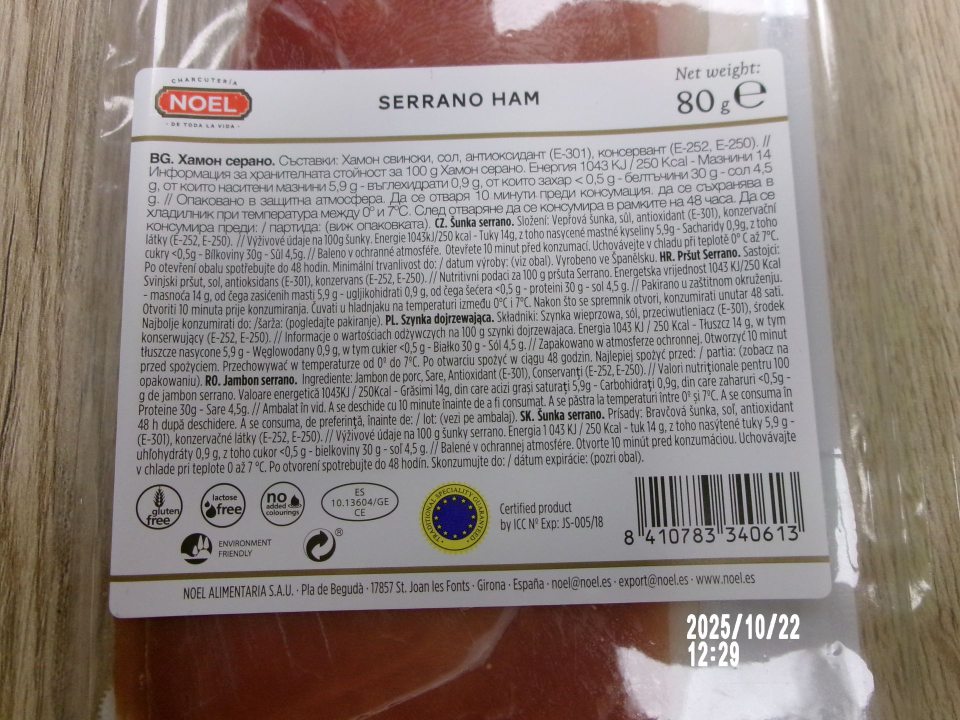 CHARCUTERÍA
NOEL
· DE TODA LA VIDA ·
SERRANO HAM
Net weight:
80 g e
BG. Хамон серано. Съставки: Хамон свински, сол, антиоксидант (E-301), консервант (E-252, E-250). //
Информация за хранителната стойност за 100 g Хамон серано. Енергия 1043 KJ / 250 Kcal - Мазнини 14
g, от които наситени мазнини 5,9 g - въглехидрати 0,9 g, от които захар < 0,5 g - белтъчини 30 g - сол 4,5
g. // Опаковано в защитна атмосфера. Да се отваря 10 минути преди консумация. да се съхранява в
хладилник при температура между 0º и 7ºC. След отваряне да се консумира в рамките на 48 часа. Да се
консумира преди: / партида: (виж опаковката). CZ. Šunka serrano. Složení: Vepřová šunka, sůl, antioxidant (E-301), konzervační
látky (E-252, E-250). // Výživové údaje na 100g šunky. Energie 1043kJ/250 kcal - Tuky 14g, z toho nasycené mastné kyseliny 5,9g - Sacharidy 0,9g, z toho
cukry <0,5g - Bílkoviny 30g - Sůl 4,5g. // Baleno v ochranné atmosféře. Otevřete 10 minut před konzumací. Uchovávejte v chladu při teplotě 0º C až 7ºC.
Po otevření obalu spotřebujte do 48 hodin. Minimální trvanlivost do: / datum výroby: (viz obal). Vyrobeno ve Španělsku. HR. Pršut Serrano. Sastojci:
Svinjski pršut, sol, antioksidans (E-301), konzervans (E-252, E-250). // Nutritivni podaci za 100 g pršuta Serrano. Energetska vrijednost 1043 KJ/250 Kcal
- masnoća 14 g, od čega zasićenih masti 5,9 g - ugljikohidrati 0,9 g, od čega šećera <0,5 g - proteini 30 g - sol 4,5 g. // Pakirano u zaštitnom okruženju.
Otvoriti 10 minuta prije konzumiranja. Čuvati u hladnjaku na temperaturi između 0ºC i 7ºC. Nakon što se spremnik otvori, konzumirati unutar 48 sati.
Najbolje konzumirati do: /šarža: (pogledajte pakiranje). PL. Szynka dojrzewająca. Składniki: Szynka wieprzowa, sól, przeciwutleniacz (E-301), środek
konserwujący (E-252, E-250). // Informacje o wartościach odżywczych na 100 g szynki dojrzewającej. Energia 1043 KJ / 250 Kcal - Tłuszcz 14 g, w tym
tłuszcze nasycone 5,9 g - Węglowodany 0,9 g, w tym cukier <0,5 g - Białko 30 g - Sól 4,5 g. // Zapakowano w atmosferze ochronnej. Otworzyć 10 minut
przed spożyciem. Przechowywać w temperaturze od 0º do 7ºC. Po otwarciu spożyć w ciągu 48 godzin. Najlepiej spożyć przed: / partia: (zobacz na
opakowaniu). RO. Jambon serrano. Ingrediente: Jambon de porc, Sare, Antioxidant (E-301), Conservanți (E-252, E-250). // Valori nutriționale pentru 100
g de jambon serrano. Valoare energetică 1043KJ / 250Kcal - Grăsimi 14g, din care acizi grași saturați 5,9g - Carbohidrați 0,9g, din care zaharuri <0,5g -
Proteine 30g - Sare 4,5g. // Ambalat în vid. A se deschide cu 10 minute înainte de a fi consumat. A se păstra la temperaturi între 0º și 7ºC. A se consuma în
48 h după deschidere. A se consuma, de preferință, înainte de: / lot: (vezi pe ambalaj). SK. Šunka serrano. Prísady: Bravčová šunka, soľ, antioxidant
(E-301), konzervačné látky (E-252, E-250). // Výživové údaje na 100 g šunky serrano. Energia 1 043 KJ / 250 Kcal - tuk 14 g, z toho nasýtené tuky 5,9 g -
uhľohydráty 0,9 g, z toho cukor <0,5 g - bielkoviny 30 g - soľ 4,5 g. // Balené v ochrannej atmosfére. Otvorte 10 minút pred konzumáciou. Uchovávajte
v chlade pri teplote 0 až 7 ºC. Po otvorení spotrebujte do 48 hodín. Skonzumujte do: / dátum expirácie: (pozri obal).
gluten free
lactose free
no added colourings
ES
10.13604/GE
CE
TRADITIONAL SPECIALITY GUARANTEED
Certified product
by ICC Nº Exp: JS-005/18
8 410783 340613
ENVIRONMENT
FRIENDLY
®
NOEL ALIMENTARIA S.A.U. · Pla de Begudà · 17857 St. Joan les Fonts · Girona · España · noel@noel.es · export@noel.es · www.noel.es
2025/10/22
12:29